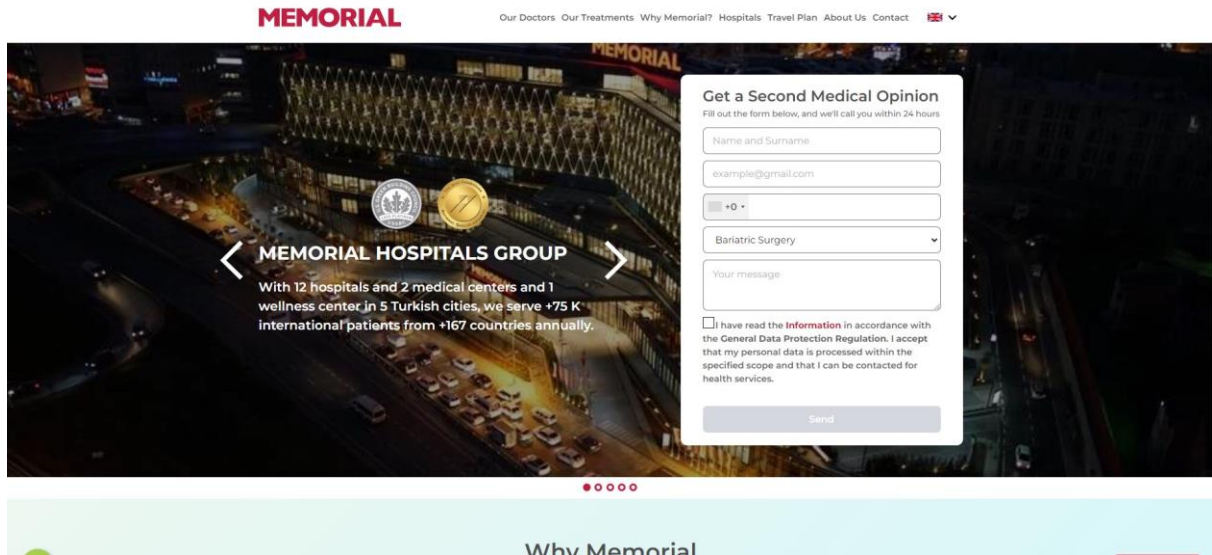 MEMORIAL
Our Doctors Our Treatments Why Memorial? Hospitals Travel Plan About Us Contact
MEMORIAL
Get a Second Medical Opinion
Fill out the form below, and we'll call you within 24 hours
Name and Surname
example@gmail.com
+0
Bariatric Surgery
Your message
I have read the Information in accordance with
the General Data Protection Regulation. I accept
that my personal data is processed within the
specified scope and that I can be contacted for
health services.
Send
MEMORIAL HOSPITALS GROUP
With 12 hospitals and 2 medical centers and 1
wellness center in 5 Turkish cities, we serve +75 K
international patients from +167 countries annually.
Why Memorial